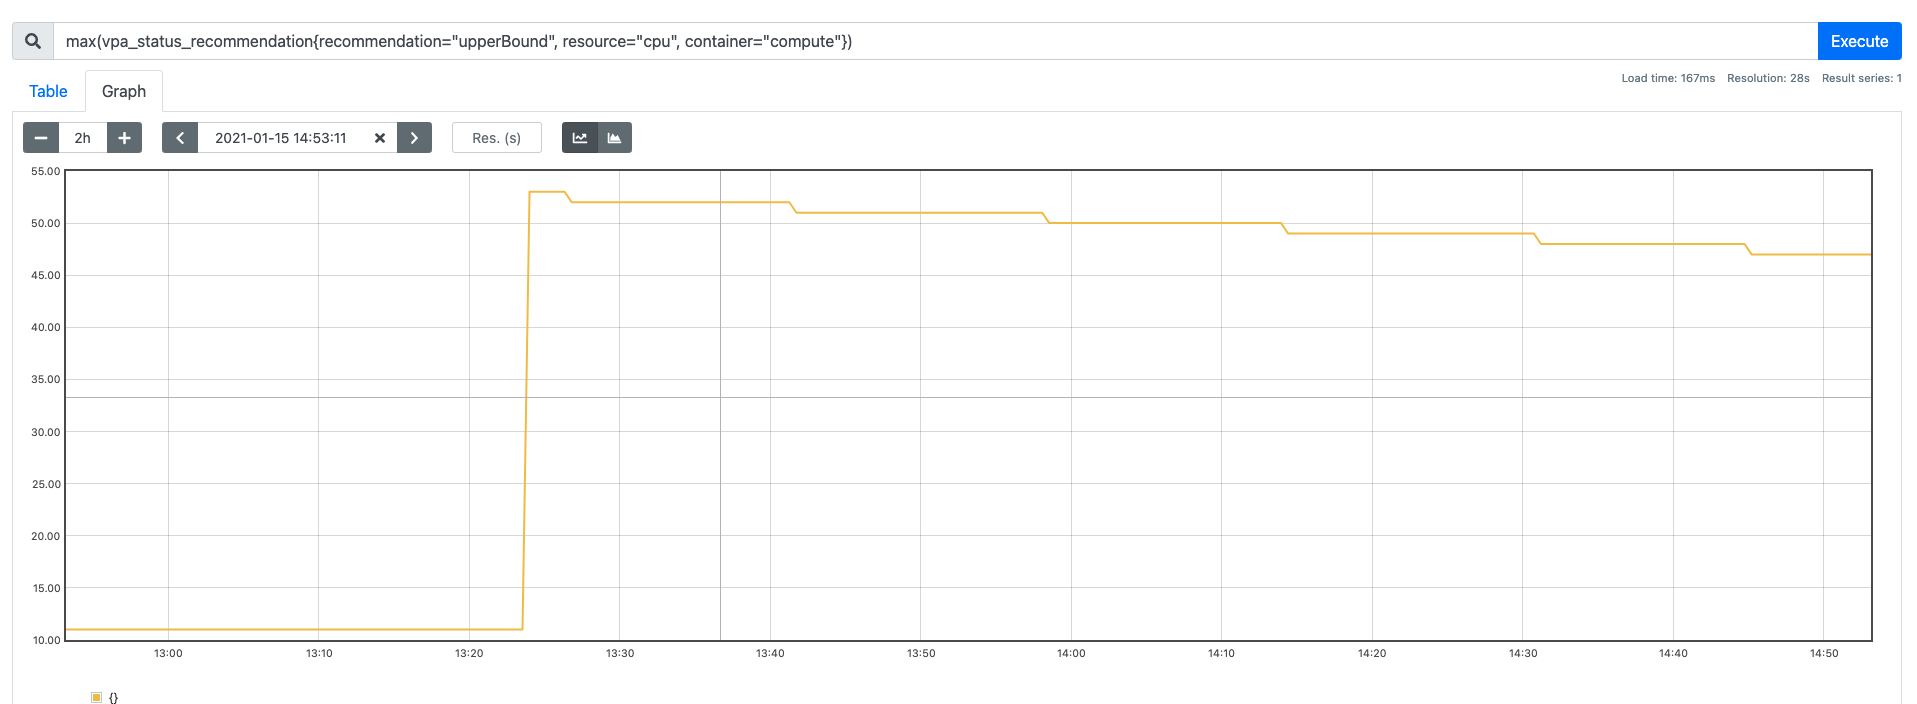 max(vpa_status_recommendation{recommendation="upperBound", resource="cpu", container="compute"})
Execute
Table
Graph
Load time: 167ms Resolution: 28s Result series: 1
2h
2021-01-15 14:53:11
Res. (s)
55.00
50.00
45.00
40.00
35.00
30.00
25.00
20.00
15.00
10.00
13:00 13:10 13:20 13:30 13:40 13:50 14:00 14:10 14:20 14:30 14:40 14:50
{}